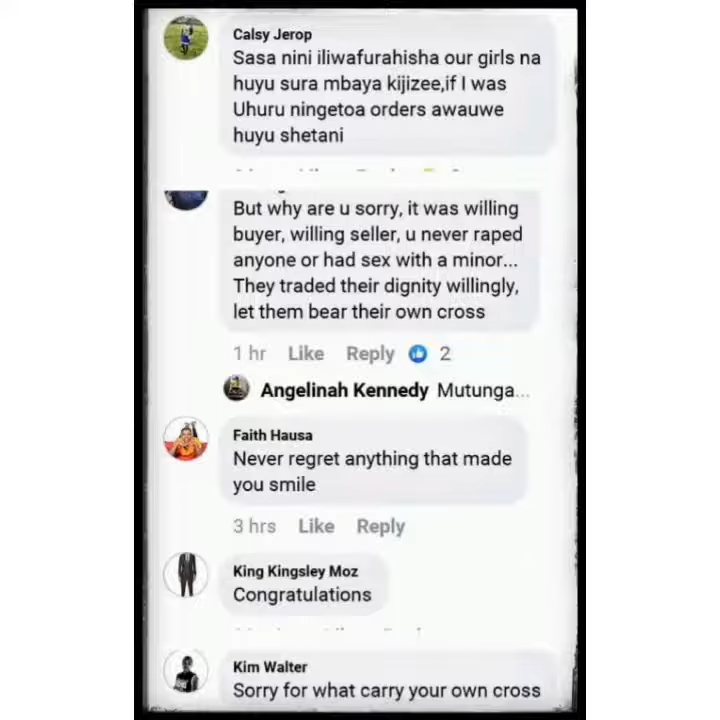 Calsy Jerop
Sasa nini iliwafurahisha our girls na
huyu sura mbaya kijizee,if I was
Uhuru ningetoa orders awauwe
huyu shetani
But why are u sorry, it was willing
buyer, willing seller, u never raped
anyone or had sex with a minor...
They traded their dignity willingly,
let them bear their own cross
1 hr Like Reply 2
Angelinah Kennedy Mutunga...
Faith Hausa
Never regret anything that made
you smile
3 hrs Like Reply
King Kingsley Moz
Congratulations
Kim Walter
Sorry for what carry your own cross